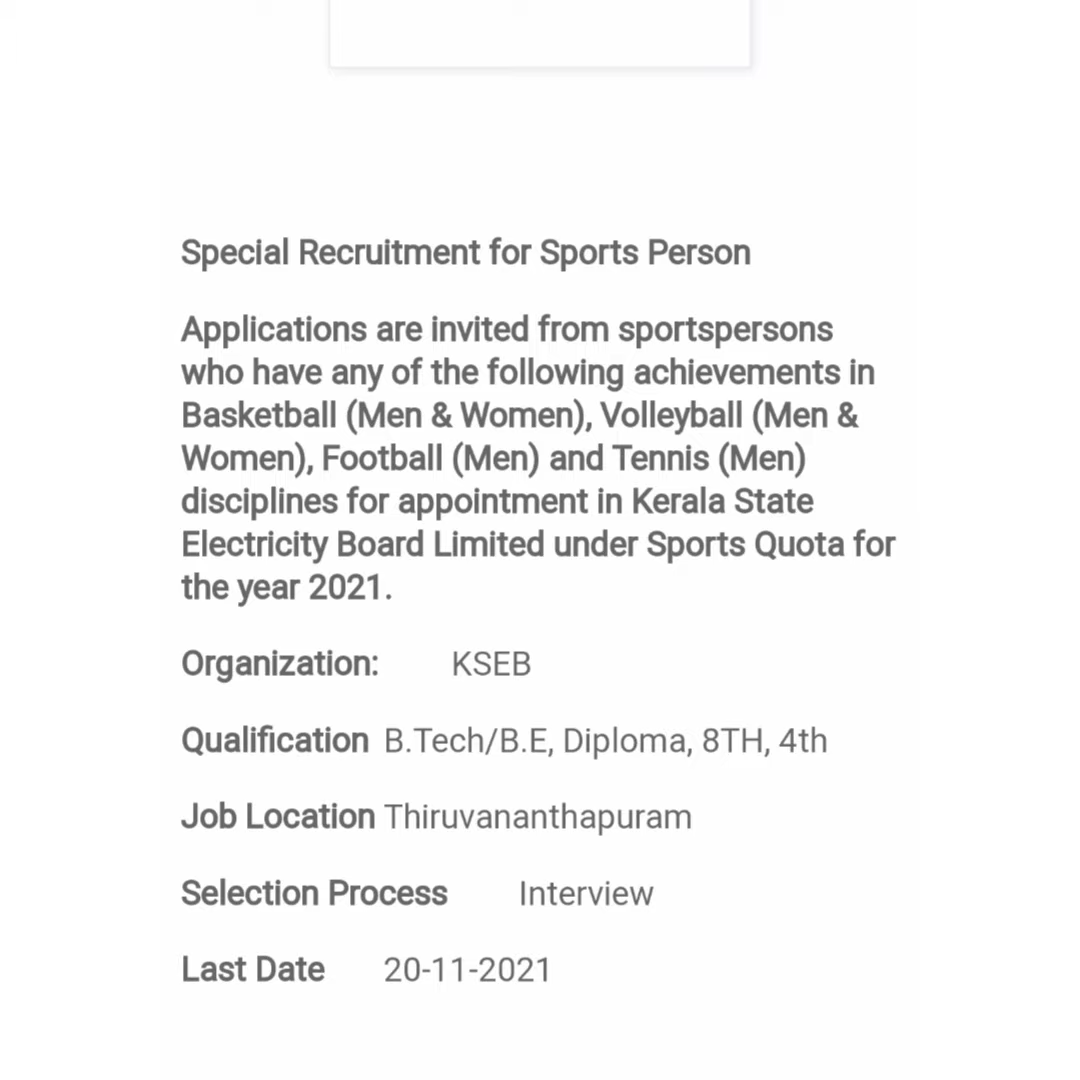 Special Recruitment for Sports Person
Applications are invited from sportspersons
who have any of the following achievements in
Basketball (Men & Women), Volleyball (Men &
Women), Football (Men) and Tennis (Men)
disciplines for appointment in Kerala State
Electricity Board Limited under Sports Quota for
the year 2021.
Organization: KSEB
Qualification B.Tech/B.E, Diploma, 8TH, 4th
Job Location Thiruvananthapuram
Selection Process Interview
Last Date 20-11-2021